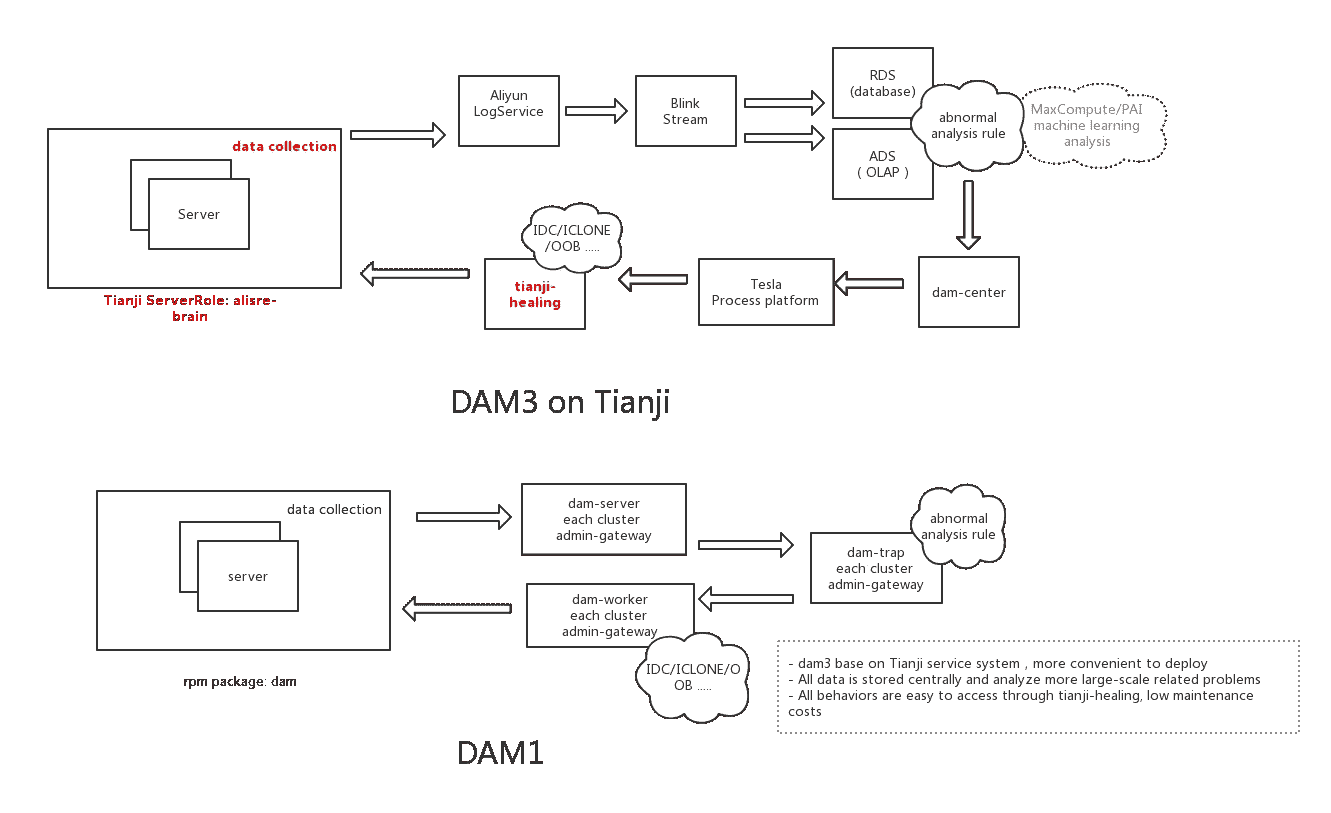 RDS
(database)
Aliyun
LogService
Blink
Stream
abnormal
analysis rule
MaxCompute/PAI
machine learning
analysis
data collection
ADS
( OLAP )
Server
IDC/ICLONE
/OOB .....
tianji-
healing
Tesla
Process platform
dam-center
Tianji ServerRole: alisre-
brain
DAM3 on Tianji
data collection
server
dam-server
each cluster
admin-gateway
abnormal
analysis rule
dam-trap
each cluster
admin-gateway
dam-worker
each cluster
admin-gateway
IDC/ICLONE/O
OB .....
rpm package: dam
- dam3 base on Tianji service system , more convenient to deploy
- All data is stored centrally and analyze more large-scale related problems
- All behaviors are easy to access through tianji-healing, low maintenance
costs
DAM1